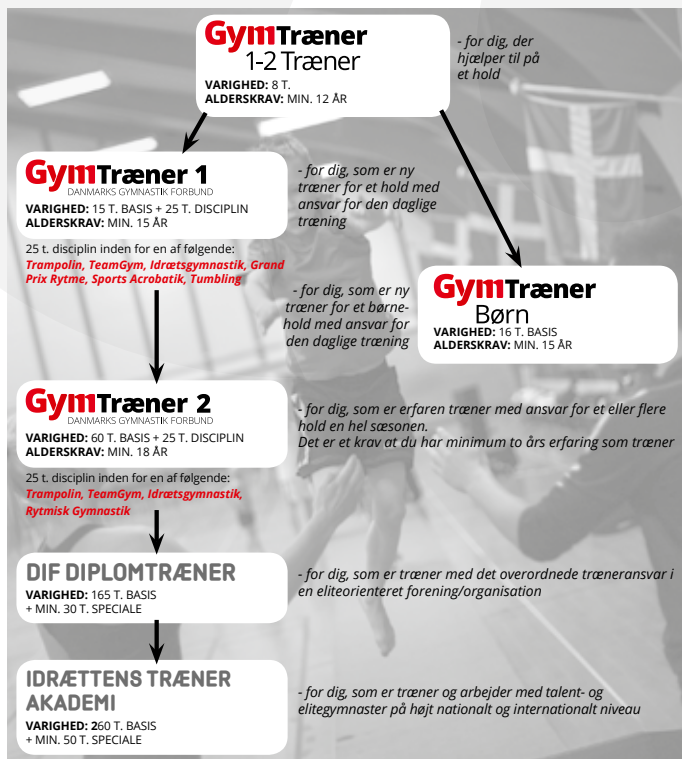 GymTræner
1-2 Træner
VARIGHED: 8 T.
ALDERSKRAV: MIN. 12 ÅR
- for dig, der
hjælper til på
et hold
GymTræner 1
DANMARKS GYMNASTIK FORBUND
VARIGHED: 15 T. BASIS + 25 T. DISCIPLIN
ALDERSKRAV: MIN. 15 ÅR
- for dig, som er ny
træner for et hold med
ansvar for den daglige
træning
25 t. disciplin inden for en af følgende:
Trampolin, TeamGym, Idrætsgymnastik, Grand
Prix Rytme, Sports Acrobatik, Tumbling
- for dig, som er ny
træner for et børne-
hold med ansvar for
den daglige træning
GymTræner
Børn
VARIGHED: 16 T. BASIS
ALDERSKRAV: MIN. 15 ÅR
GymTræner 2
DANMARKS GYMNASTIK FORBUND
VARIGHED: 60 T. BASIS + 25 T. DISCIPLIN
ALDERSKRAV: MIN. 18 ÅR
- for dig, som er erfaren træner med ansvar for et eller flere
hold en hel sæsonen.
Det er et krav at du har minimum to års erfaring som træner
25 t. disciplin inden for en af følgende:
Trampolin, TeamGym, Idrætsgymnastik,
Rytmisk Gymnastik
DIF DIPLOMTRÆNER
VARIGHED: 165 T. BASIS
+ MIN. 30 T. SPECIALE
- for dig, som er træner med det overordnede træneransvar i
en eliteorienteret forening/organisation
IDRÆTTENS TRÆNER
AKADEMI
VARIGHED: 260 T. BASIS
+ MIN. 50 T. SPECIALE
- for dig, som er træner og arbejder med talent- og
elitegymnaster på højt nationalt og internationalt niveau